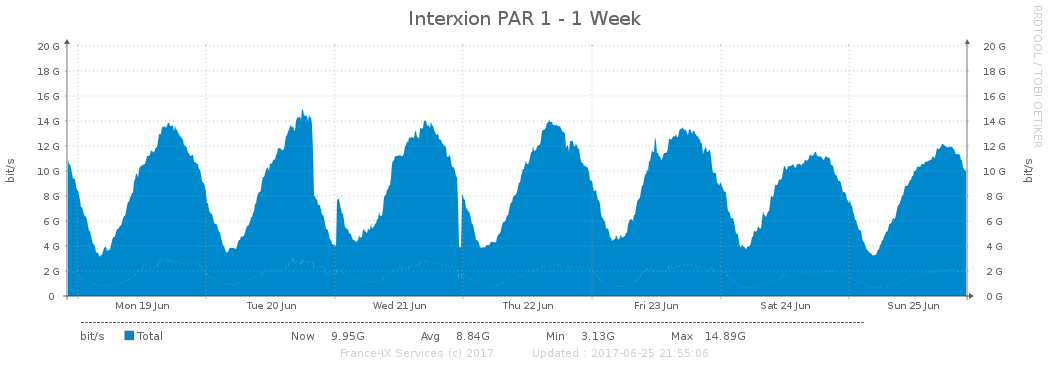 Interxion PAR 1 - 1 Week
RRDTOOL / TOBI OETIKER
bit/s
20 G 20 G
18 G 18 G
16 G 16 G
14 G 14 G
12 G 12 G
10 G 10 G
8 G 8 G
6 G 6 G
4 G 4 G
2 G 2 G
0 0 G
bit/s
Mon 19 Jun Tue 20 Jun Wed 21 Jun Thu 22 Jun Fri 23 Jun Sat 24 Jun Sun 25 Jun
bit/s Total Now 9.95G Avg 8.84G Min 3.13G Max 14.89G
France-IX Services (c) 2017 Updated : 2017-06-25 21:55:06